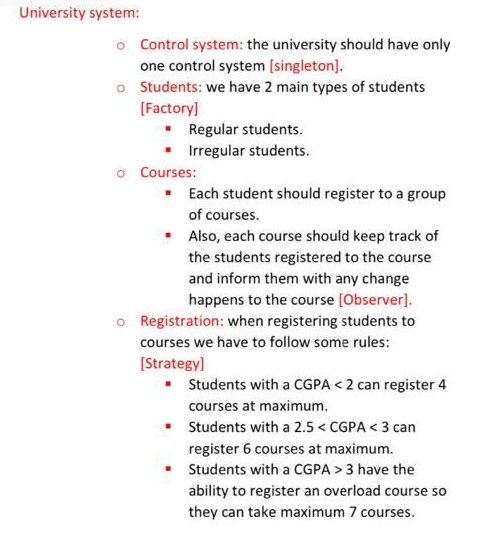 University system:
o Control system: the university should have only
one control system [singleton].
o Students: we have 2 main types of students
[Factory]
▪ Regular students.
▪ Irregular students.
o Courses:
▪ Each student should register to a group
of courses.
▪ Also, each course should keep track of
the students registered to the course
and inform them with any change
happens to the course [Observer].
o Registration: when registering students to
courses we have to follow some rules:
[Strategy]
▪ Students with a CGPA < 2 can register 4
courses at maximum.
▪ Students with a 2.5 < CGPA < 3 can
register 6 courses at maximum.
▪ Students with a CGPA > 3 have the
ability to register an overload course so
they can take maximum 7 courses.